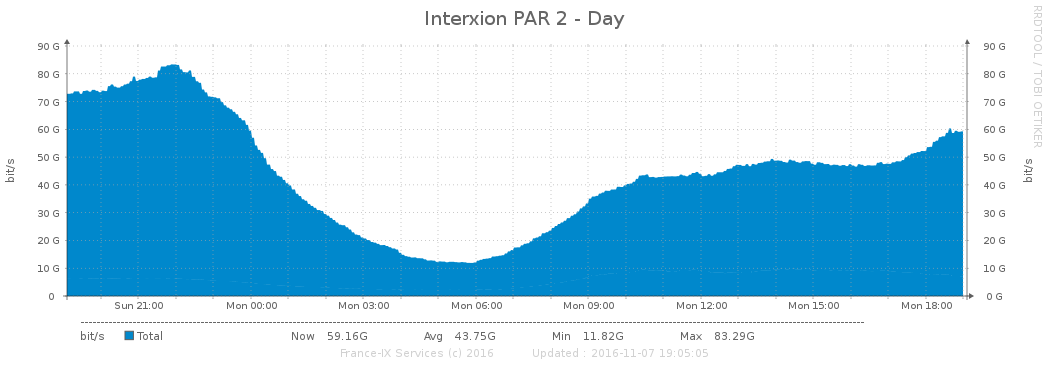 Interxion PAR 2 - Day
RRDTOOL / TOBI OETIKER
90 G 90 G
80 G 80 G
70 G 70 G
60 G 60 G
50 G 50 G
40 G 40 G
30 G 30 G
20 G 20 G
10 G 10 G
0 0 G
bit/s
bit/s
Sun 21:00 Mon 00:00 Mon 03:00 Mon 06:00 Mon 09:00 Mon 12:00 Mon 15:00 Mon 18:00
bit/s Total Now 59.16G Avg 43.75G Min 11.82G Max 83.29G
France-IX Services (c) 2016 Updated : 2016-11-07 19:05:05